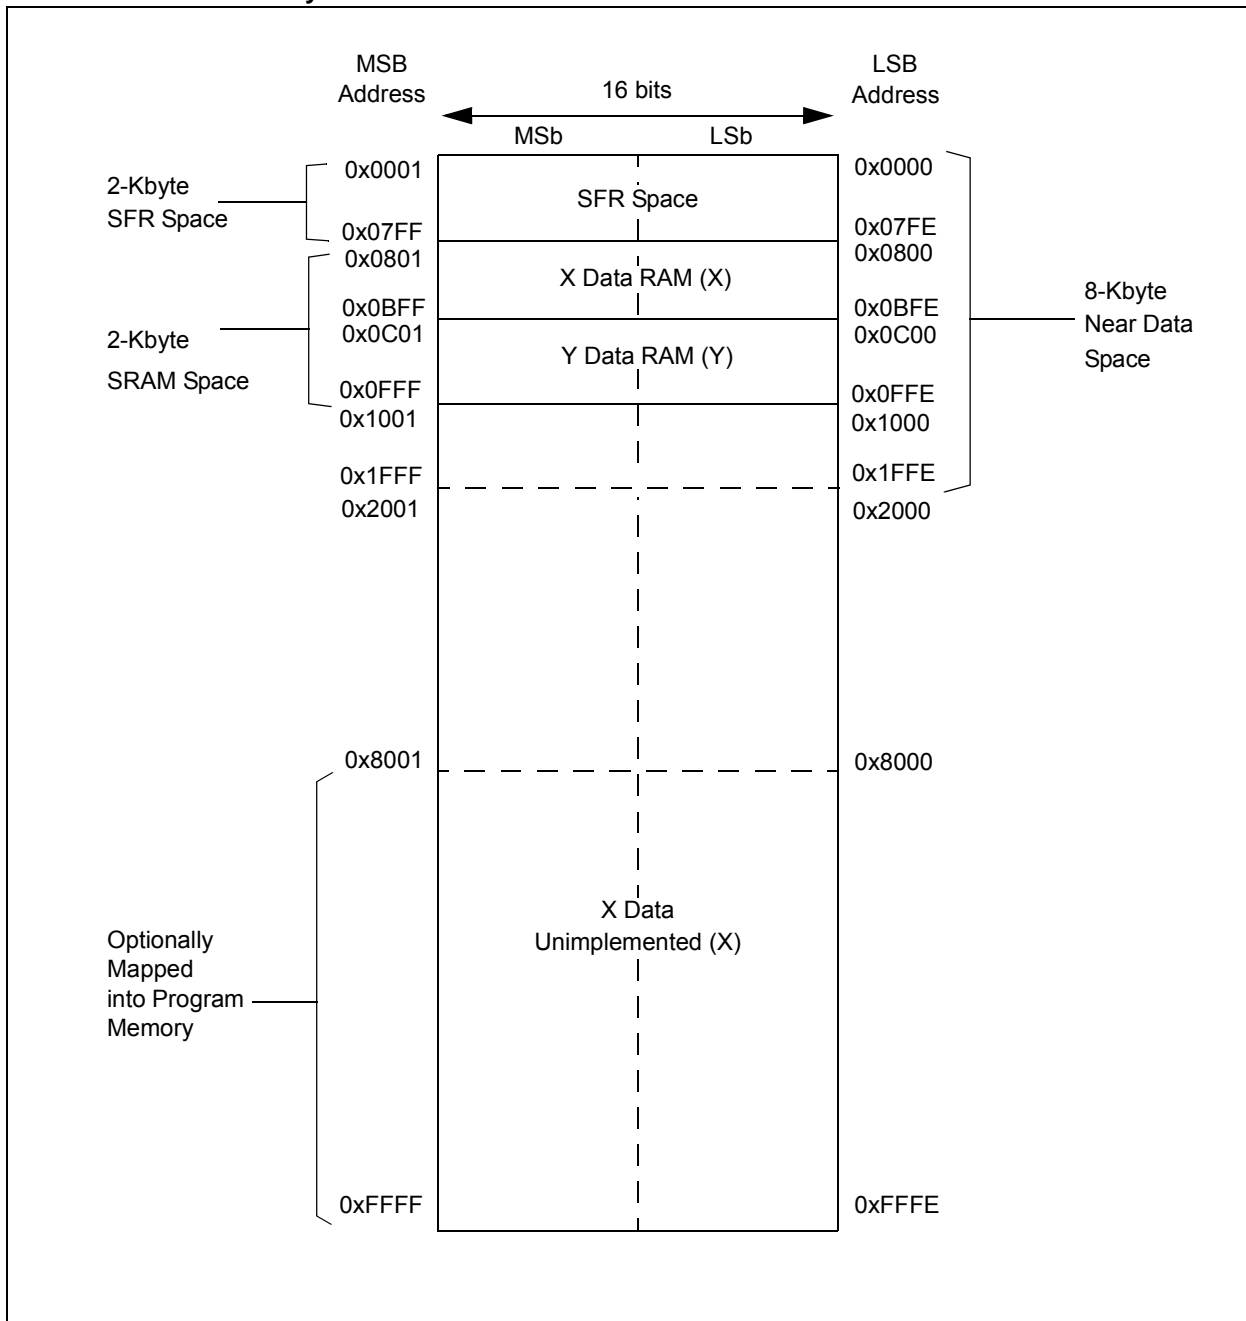 MSB
Address
LSB
Address
16 bits
MSb
LSb
2-Kbyte
SFR Space
0x0001
SFR Space
0x0000
0x07FF
0x07FE
0x0801
0x0800
X Data RAM (X)
0x0BFF
0x0BFE
0x0C01
0x0C00
2-Kbyte
SRAM Space
Y Data RAM (Y)
8-Kbyte
Near Data
Space
0x0FFF
0x0FFE
0x1001
0x1000
0x1FFF
0x1FFE
0x2001
0x2000
0x8001
0x8000
X Data
Unimplemented (X)
Optionally
Mapped
into Program
Memory
0xFFFF
0xFFFE